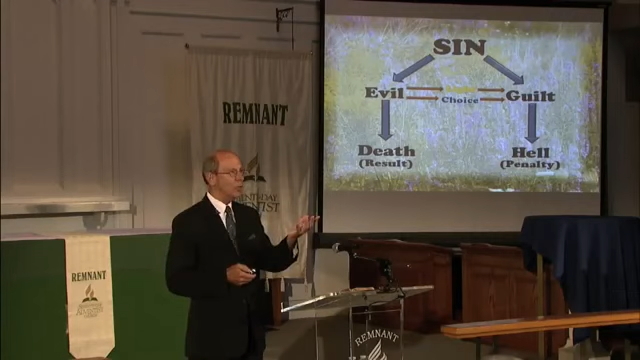 SIN
Evil
Choice
Guilt
Death
(Result)
Hell
(Penalty)
REMNANT
REMNANT
REMNANT